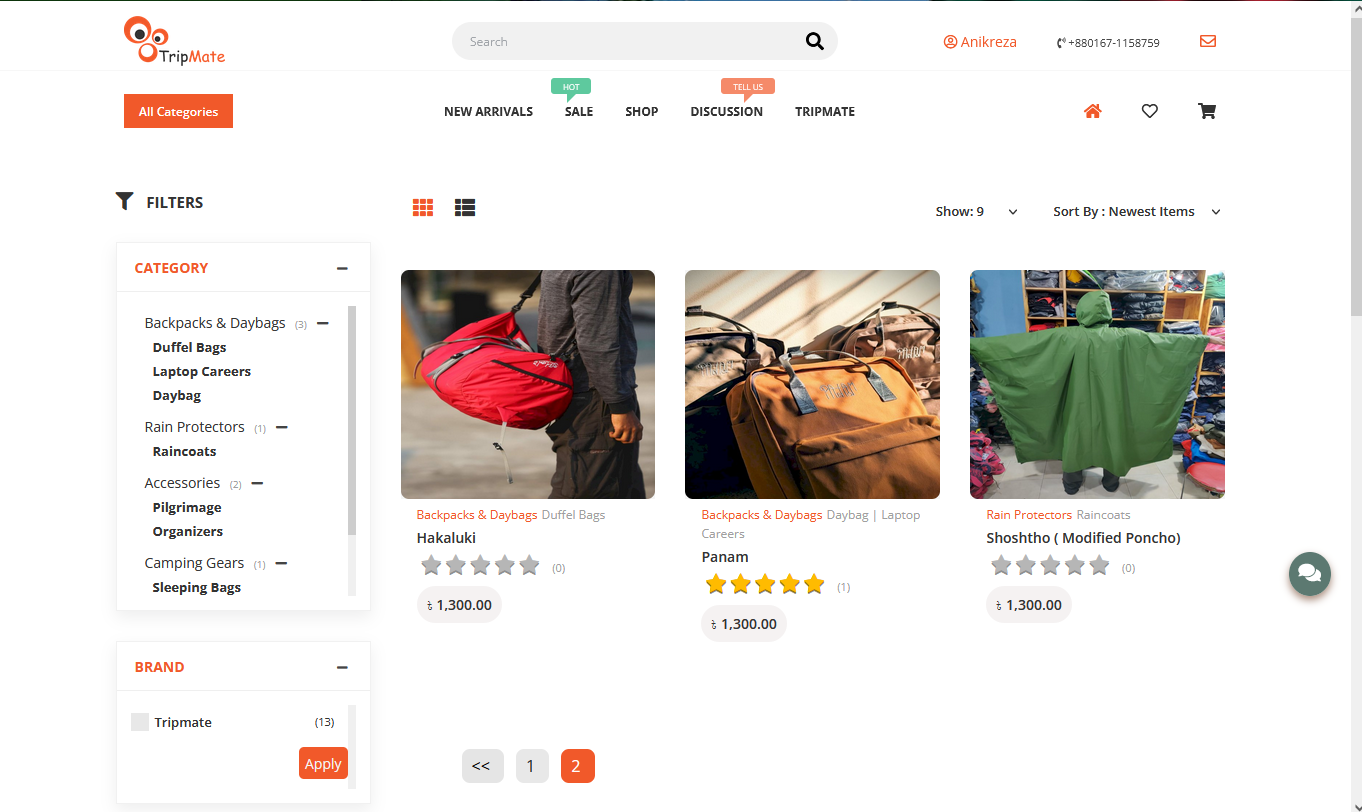 TripMate
Search
Anikreza
+880167-1158759
All Categories
HOT
TELL US
NEW ARRIVALS
SALE
SHOP
DISCUSSION
TRIPMATE
FILTERS
Show: 9
Sort By : Newest Items
CATEGORY
Backpacks & Daybags (3)
Duffel Bags
Laptop Careers
Daybag
Rain Protectors (1)
Raincoats
Accessories (2)
Pilgrimage
Organizers
Camping Gears (1)
Sleeping Bags
BRAND
Tripmate (13)
Apply
Backpacks & Daybags Duffel Bags
Hakaluki
(0)
৳ 1,300.00
Backpacks & Daybags Daybag | Laptop
Careers
Panam
(1)
৳ 1,300.00
Rain Protectors Raincoats
Shoshtho ( Modified Poncho)
(0)
৳ 1,300.00
<< 1 2